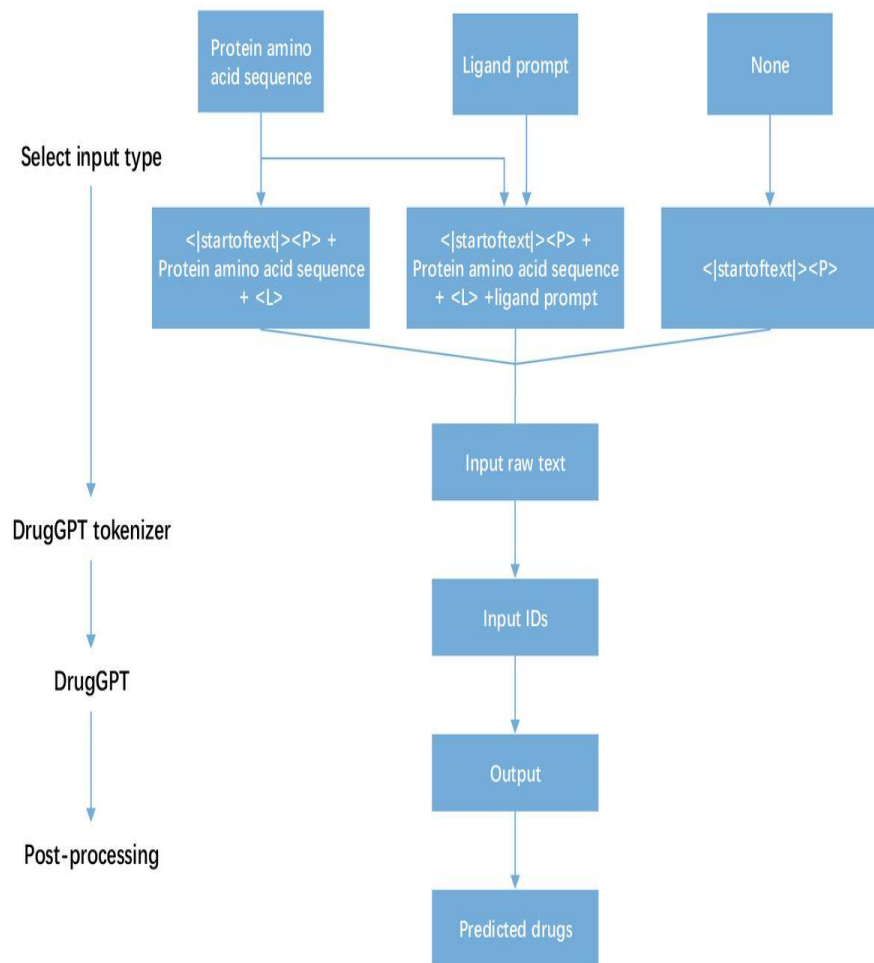 Protein amino
acid sequence
Ligand prompt
None
Select input type
<|startoftext|><P> +
Protein amino acid sequence
+ <L>
<|startoftext|><P> +
Protein amino acid sequence
+ <L> +ligand prompt
<|startoftext|><P>
Input raw text
DrugGPT tokenizer
Input IDs
DrugGPT
Output
Post-processing
Predicted drugs